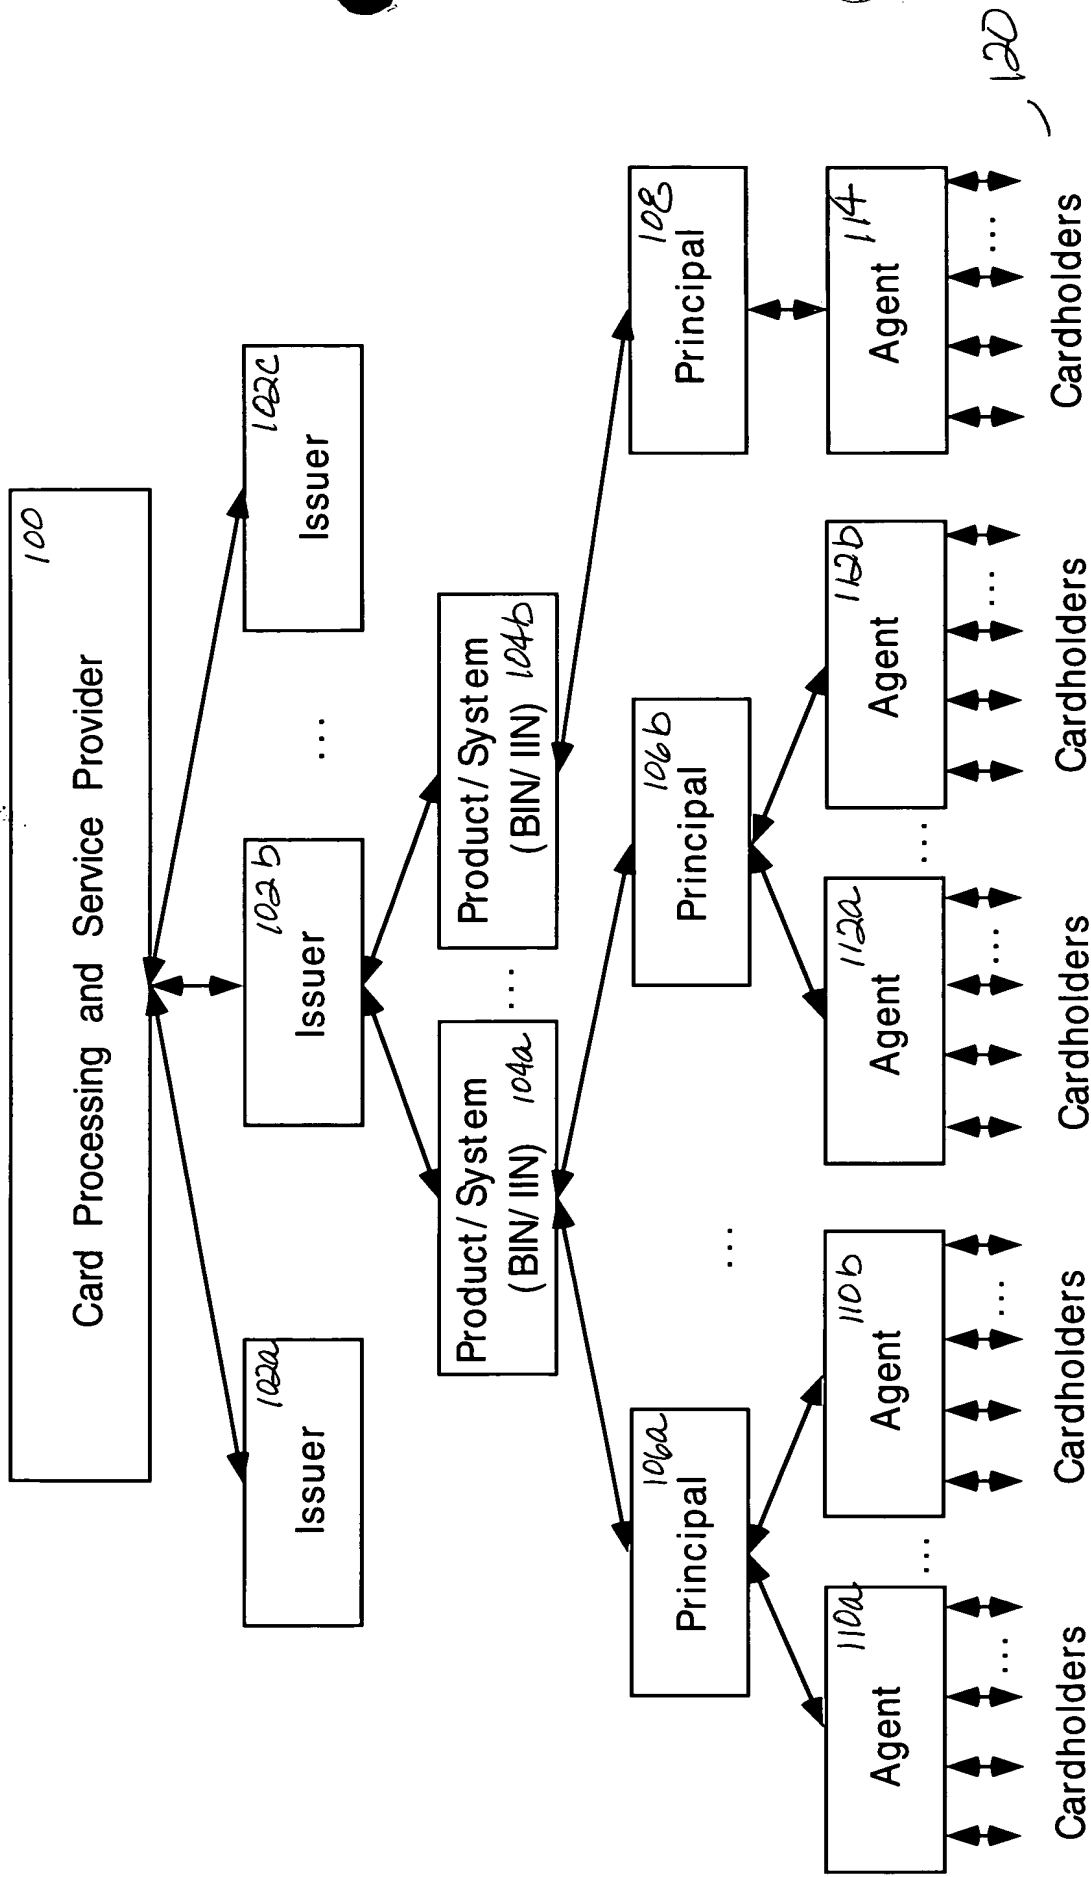 100
Card Processing and Service Provider
102a
Issuer
102b
Issuer
...
102c
Issuer
Product/System
(BIN/IIN) 104a
...
Product/System
(BIN/IIN) 104b
106a
Principal
...
106b
Principal
108
Principal
110a
Agent
...
110b
Agent
112a
Agent
...
112b
Agent
114
Agent
...
...
...
...
...
Cardholders
Cardholders
Cardholders
Cardholders
Cardholders
120